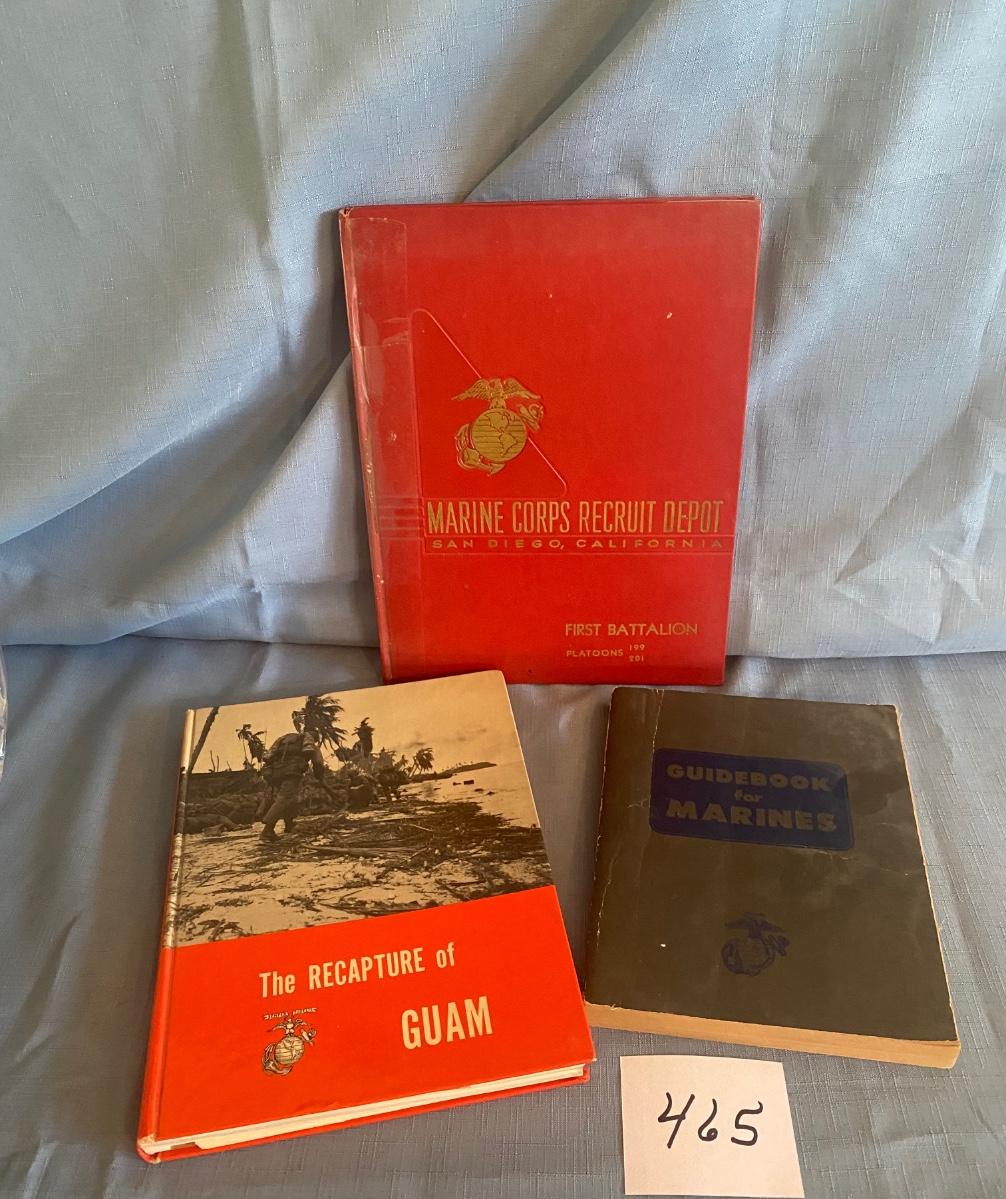 MARINE CORPS RECRUIT DEPOT
SAN DIEGO, CALIFORNIA
FIRST BATTALION
PLATOONS 199
201
The RECAPTURE of
GUAM
GUIDEBOOK
for
MARINES
465